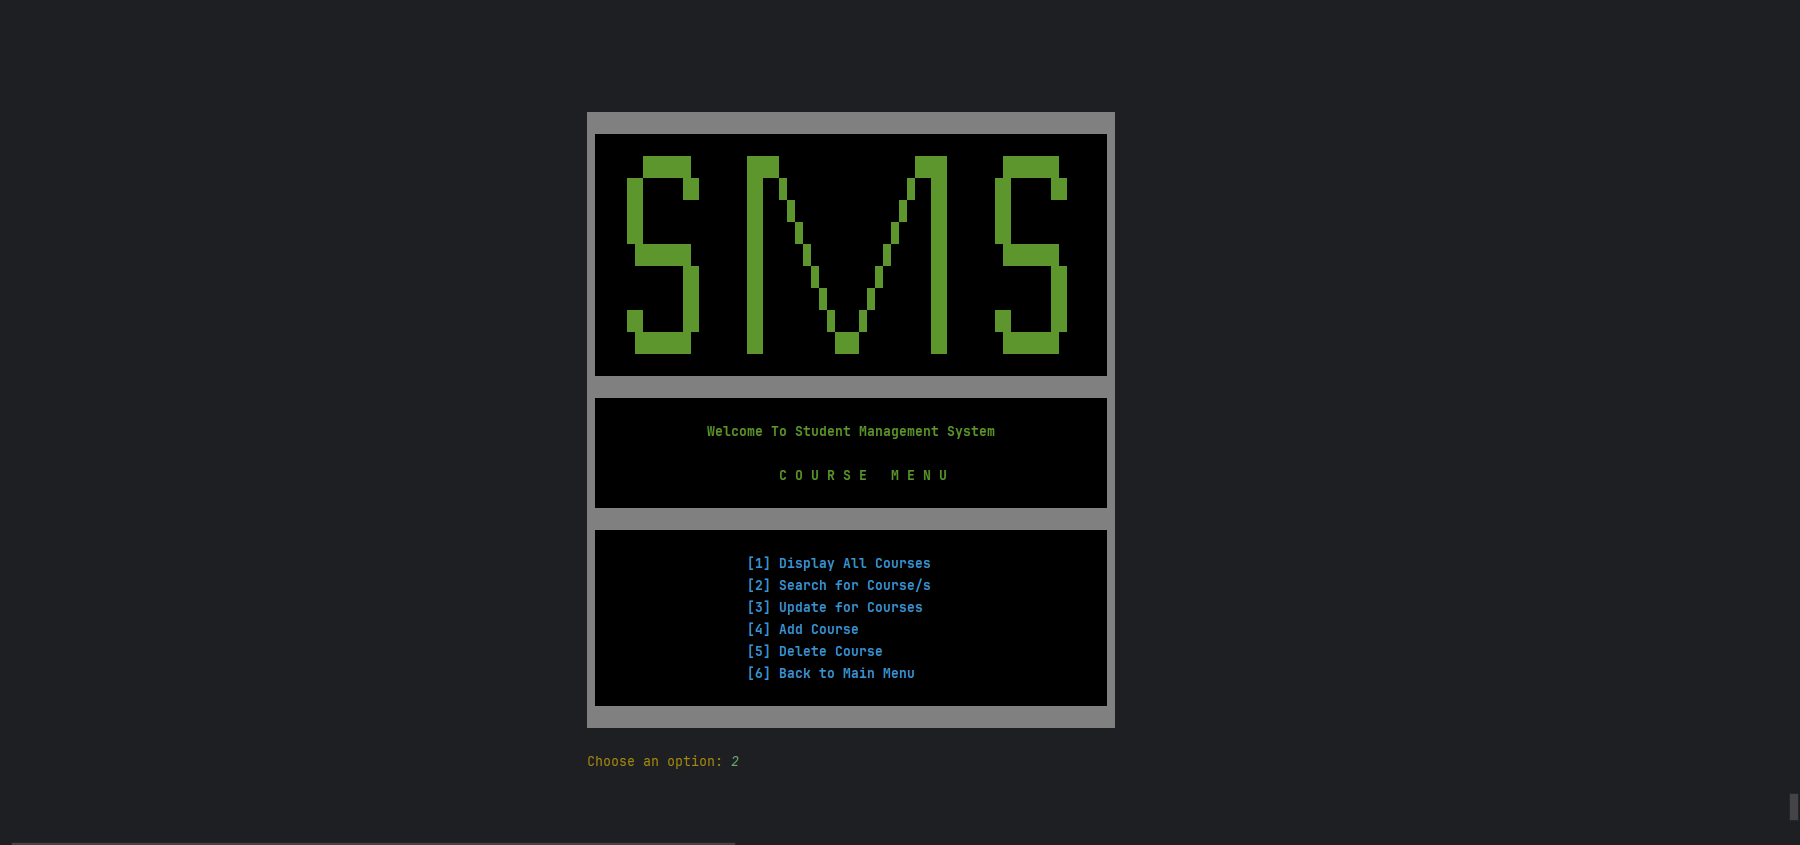 SMS
Welcome To Student Management System
C O U R S E   M E N U
[1] Display All Courses
[2] Search for Course/s
[3] Update for Courses
[4] Add Course
[5] Delete Course
[6] Back to Main Menu
Choose an option: 2